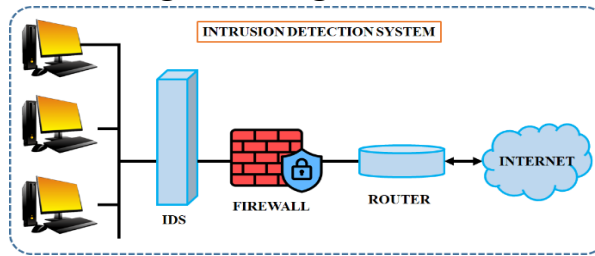 INTRUSION DETECTION SYSTEM
INTERNET
IDS
FIREWALL
ROUTER